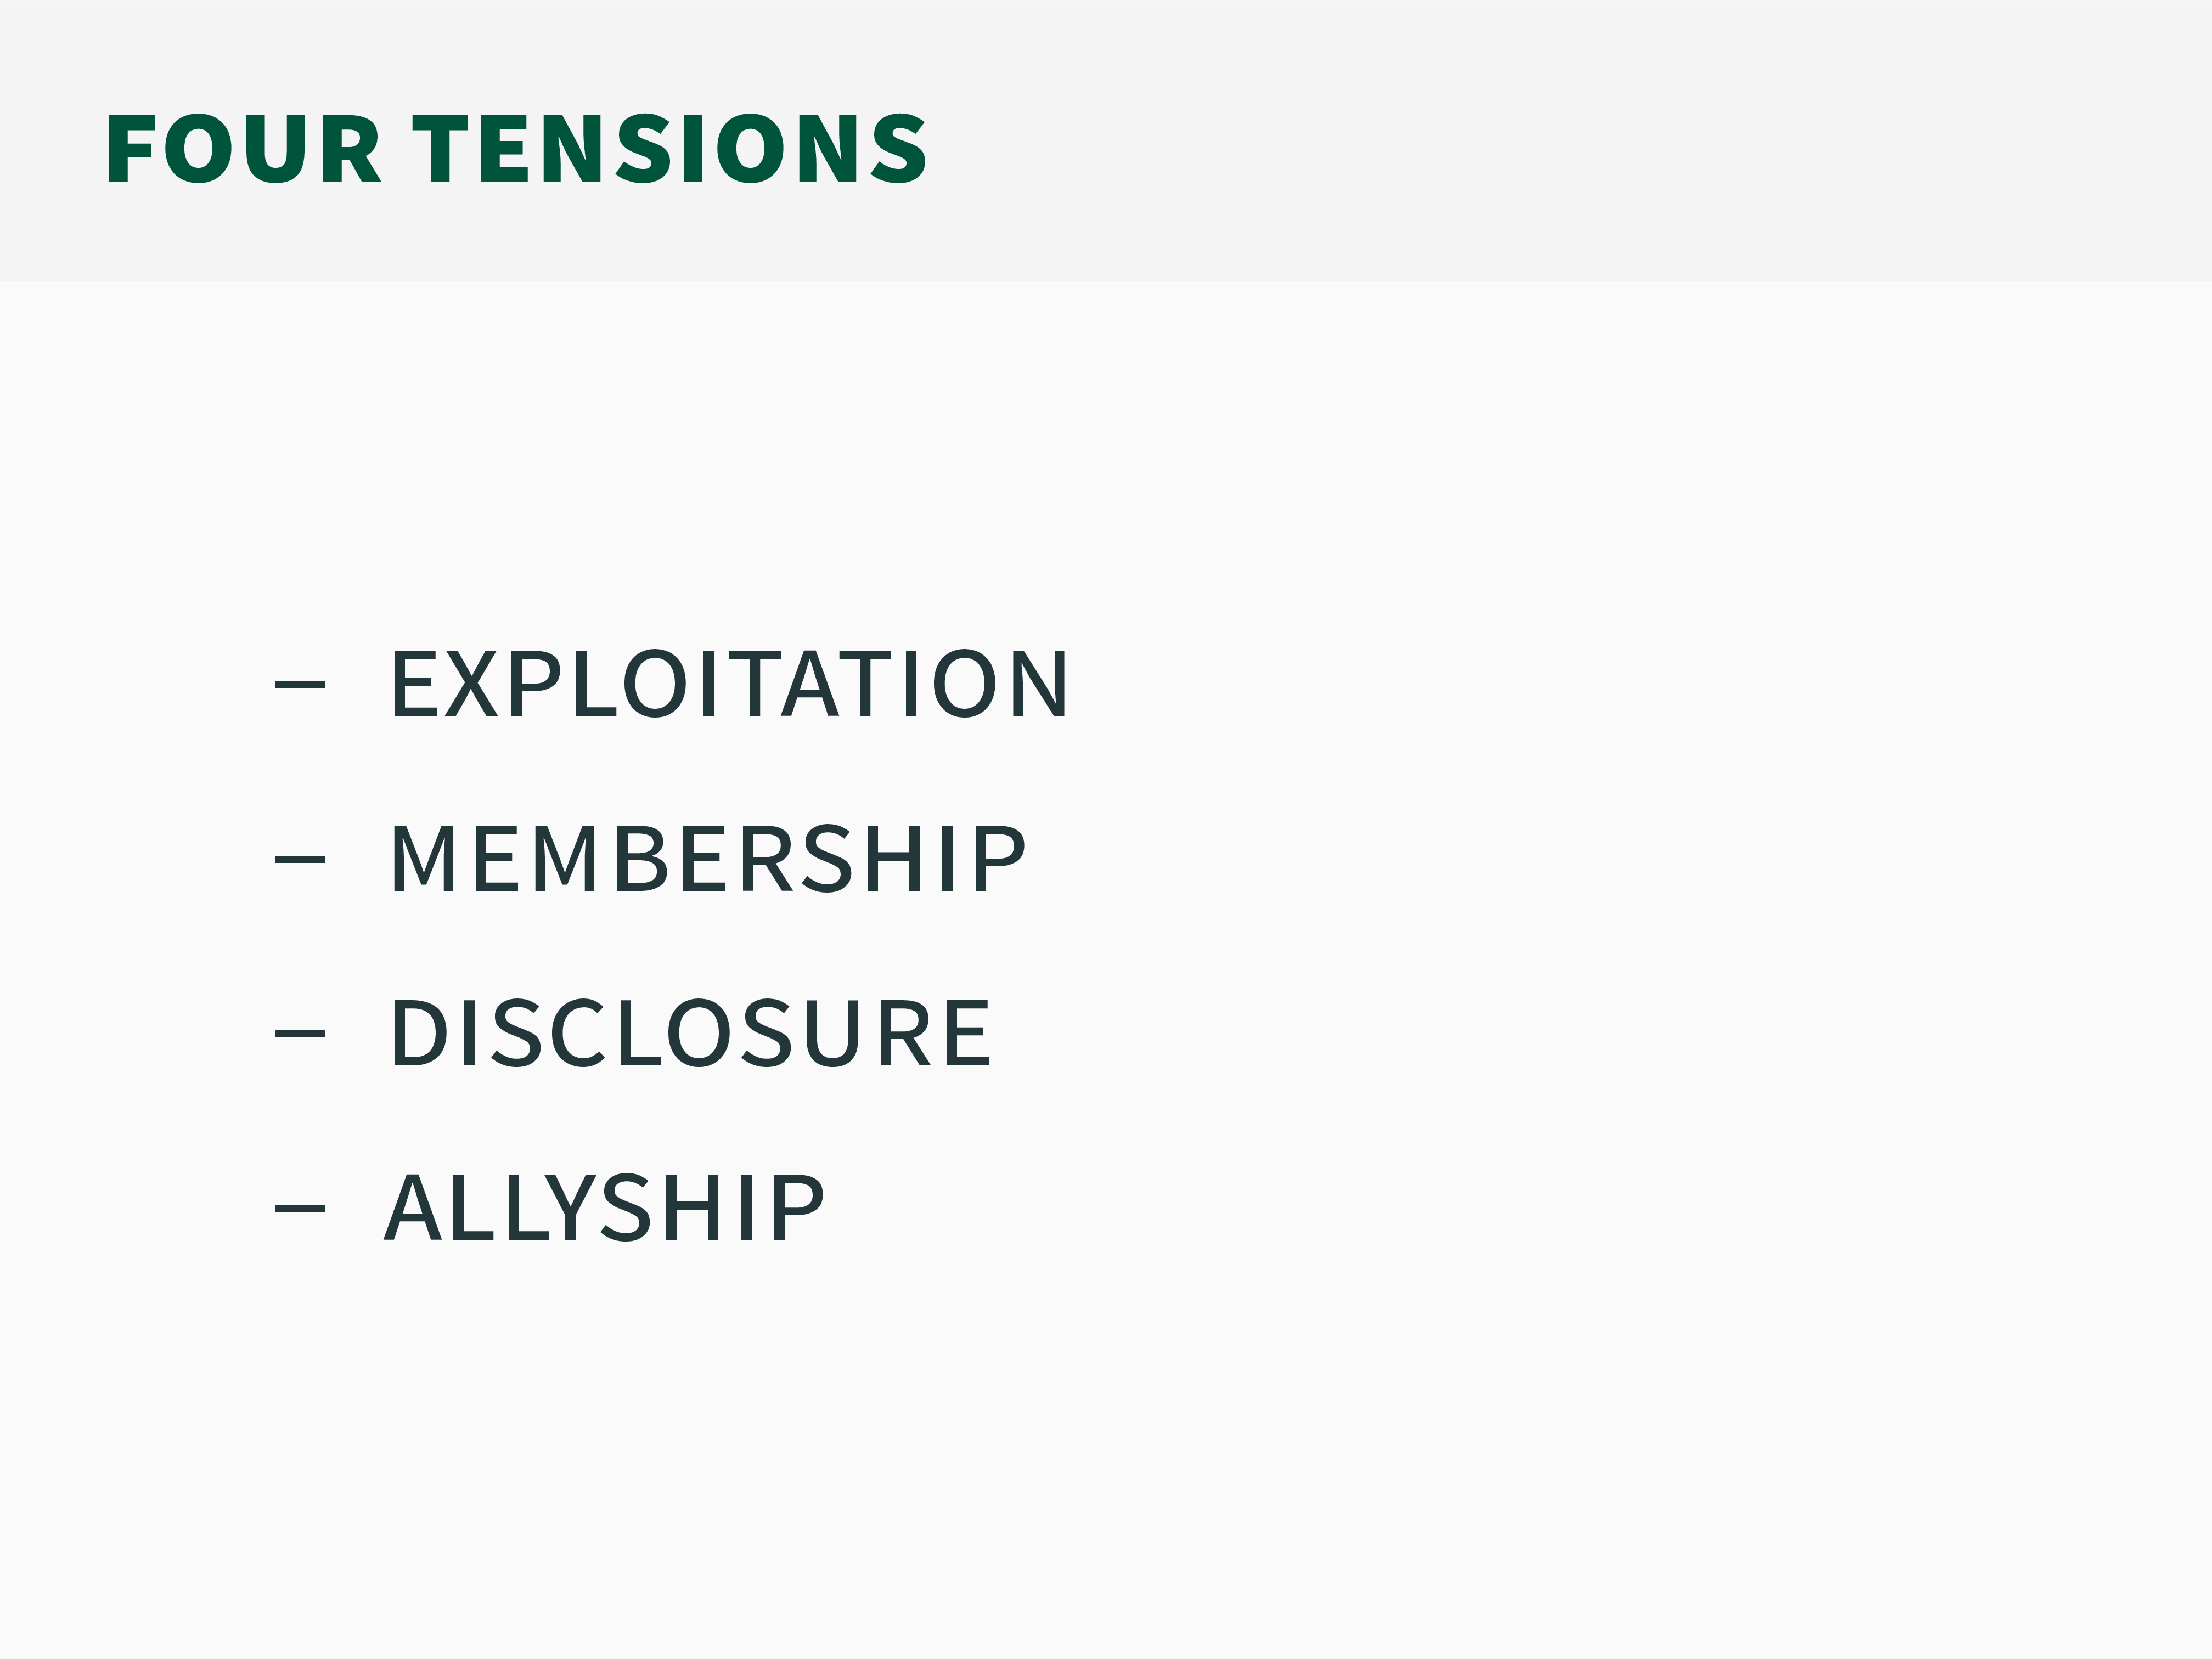 FOUR TENSIONS
— EXPLOITATION
— MEMBERSHIP
— DISCLOSURE
— ALLYSHIP